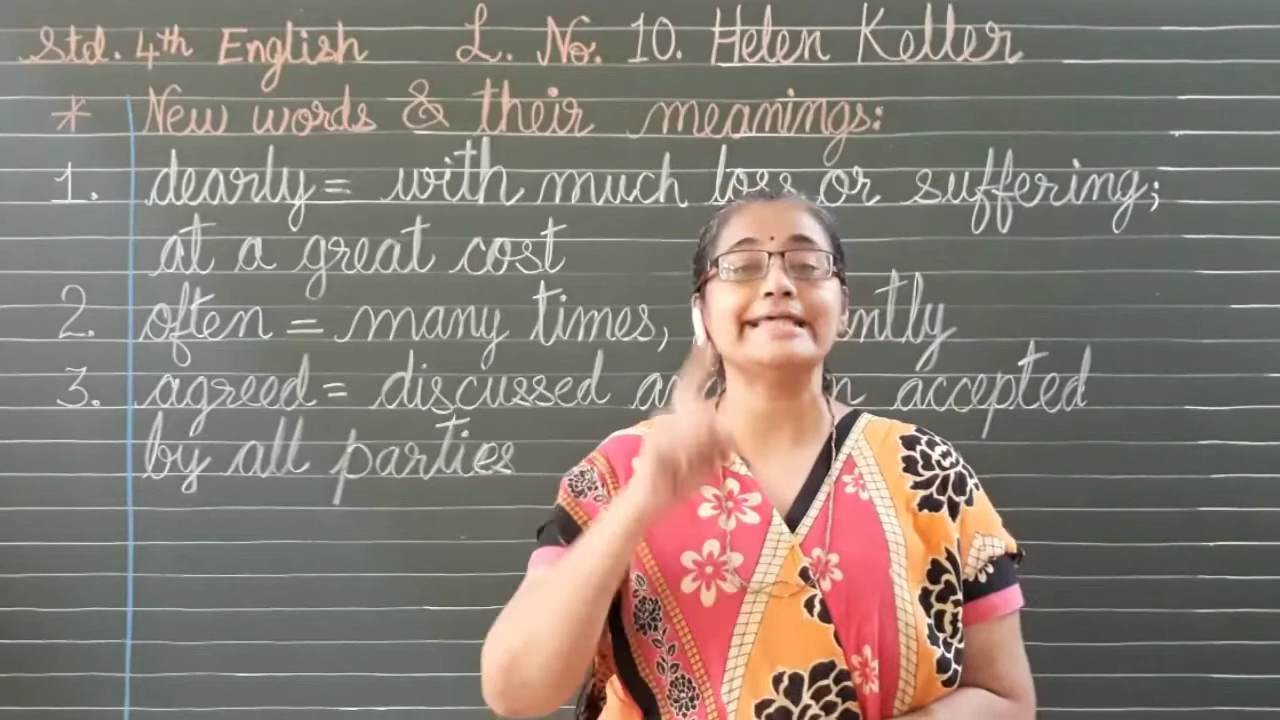 Std. 4th English L. No. 10. Helen Keller
* New words & their meanings:
1. dearly = with much loss or suffering;
at a great cost
2. often = many times,
3. agreed = discussed accepted
by all parties